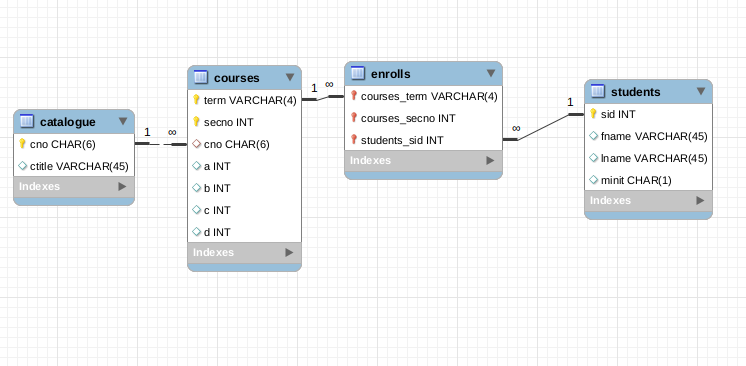 catalogue
cno CHAR(6)
ctitle VARCHAR(45)
Indexes
1
∞
courses
term VARCHAR(4)
secno INT
cno CHAR(6)
a INT
b INT
c INT
d INT
Indexes
1
∞
enrolls
courses_term VARCHAR(4)
courses_secno INT
students_sid INT
Indexes
∞
1
students
sid INT
fname VARCHAR(45)
lname VARCHAR(45)
minit CHAR(1)
Indexes